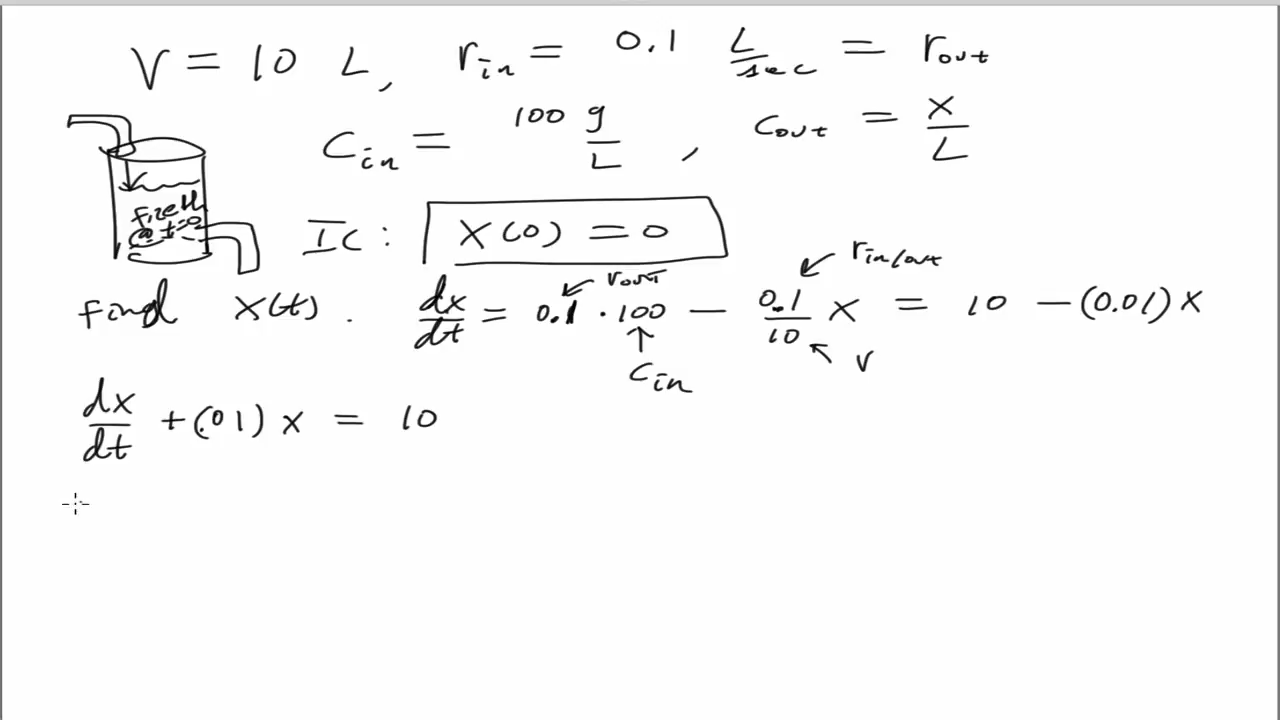 V = 10 L, r_in = 0.1 L/sec = r_out
C_in = 100 g/L, C_out = X/L
Fresh
@ t=0
IC: X(0) = 0
r_out
r_in/out
Find X(t). dx/dt = 0.1 · 100 − 0.1/10 X = 10 − (0.01) X
C_in
V
dx/dt + (.01) x = 10